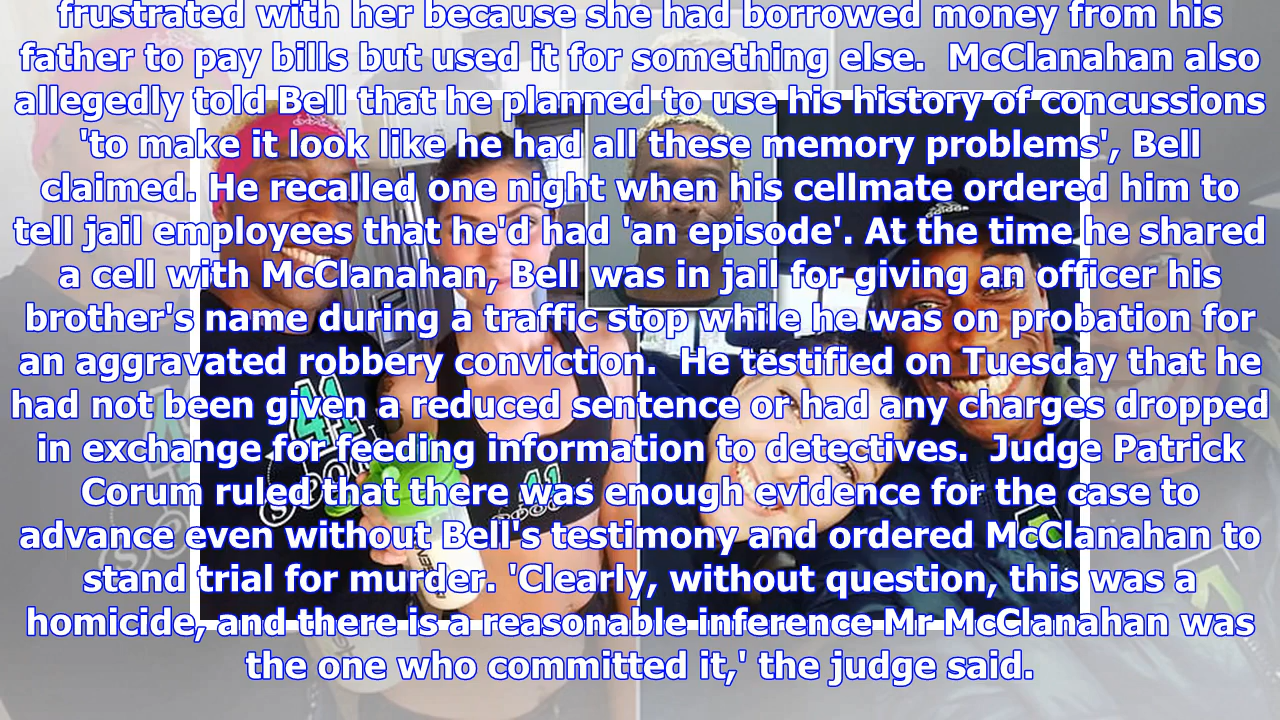 frustrated with her because she had borrowed money from his
father to pay bills but used it for something else.  McClanahan also
allegedly told Bell that he planned to use his history of concussions
'to make it look like he had all these memory problems', Bell
claimed. He recalled one night when his cellmate ordered him to
tell jail employees that he'd had 'an episode'. At the time he shared
a cell with McClanahan, Bell was in jail for giving an officer his
brother's name during a traffic stop while he was on probation for
an aggravated robbery conviction.  He testified on Tuesday that he
had not been given a reduced sentence or had any charges dropped
in exchange for feeding information to detectives.  Judge Patrick
Corum ruled that there was enough evidence for the case to
advance even without Bell's testimony and ordered McClanahan to
stand trial for murder. 'Clearly, without question, this was a
homicide, and there is a reasonable inference Mr McClanahan was
the one who committed it,' the judge said.
41
41